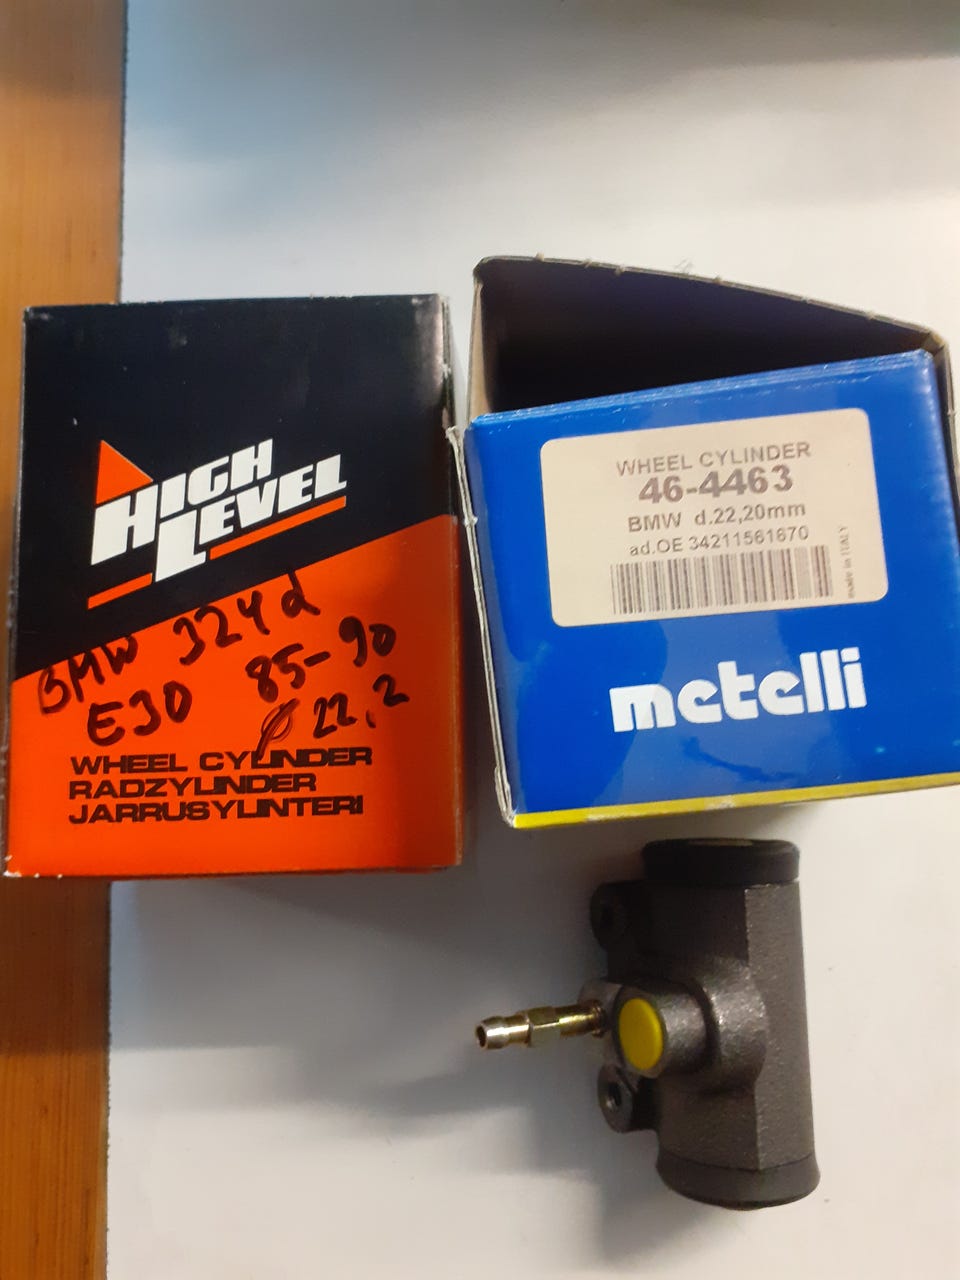 HIGH
LEVEL
BMW 324d
E30 85-90
ø 22,2
WHEEL CYLINDER
RADZYLINDER
JARRUSYLINTERI
WHEEL CYLINDER
46-4463
BMW d.22,20mm
ad.OE 34211561670
made in ITALY
metelli